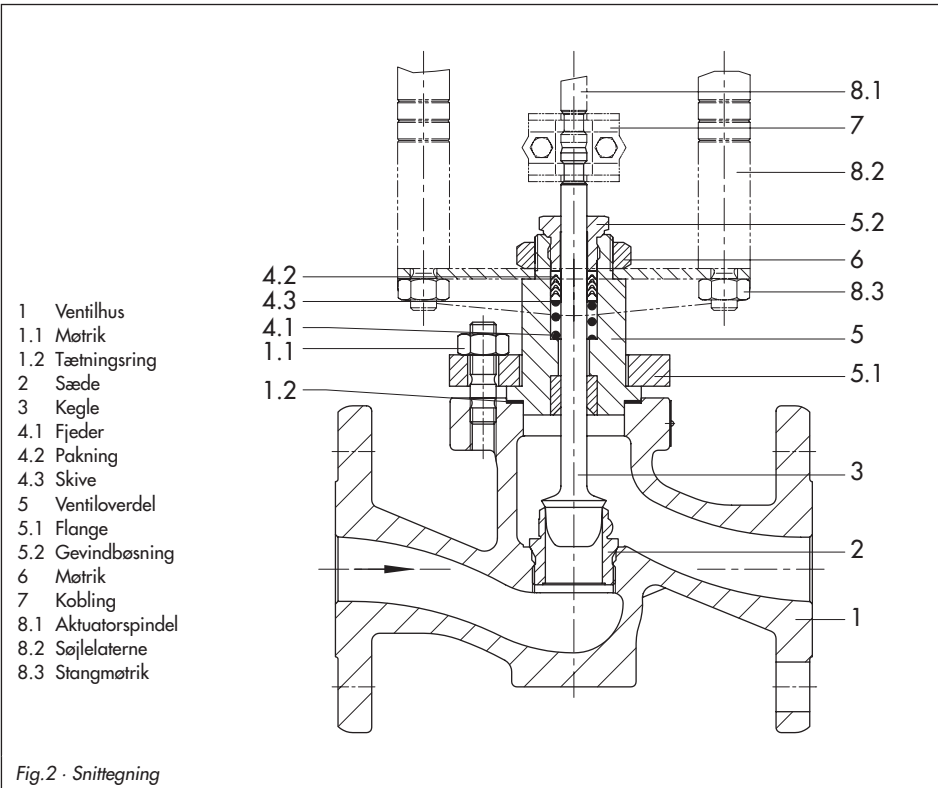 8.1
7
8.2
5.2
6
8.3
5
5.1
3
2
1
4.2
4.3
4.1
1.1
1.2
1 Ventilhus
1.1 Møtrik
1.2 Tætningsring
2 Sæde
3 Kegle
4.1 Fjeder
4.2 Pakning
4.3 Skive
5 Ventiloverdel
5.1 Flange
5.2 Gevindbøsning
6 Møtrik
7 Kobling
8.1 Aktuatorspindel
8.2 Søjlelaterne
8.3 Stangmøtrik
Fig.2 · Snittegning